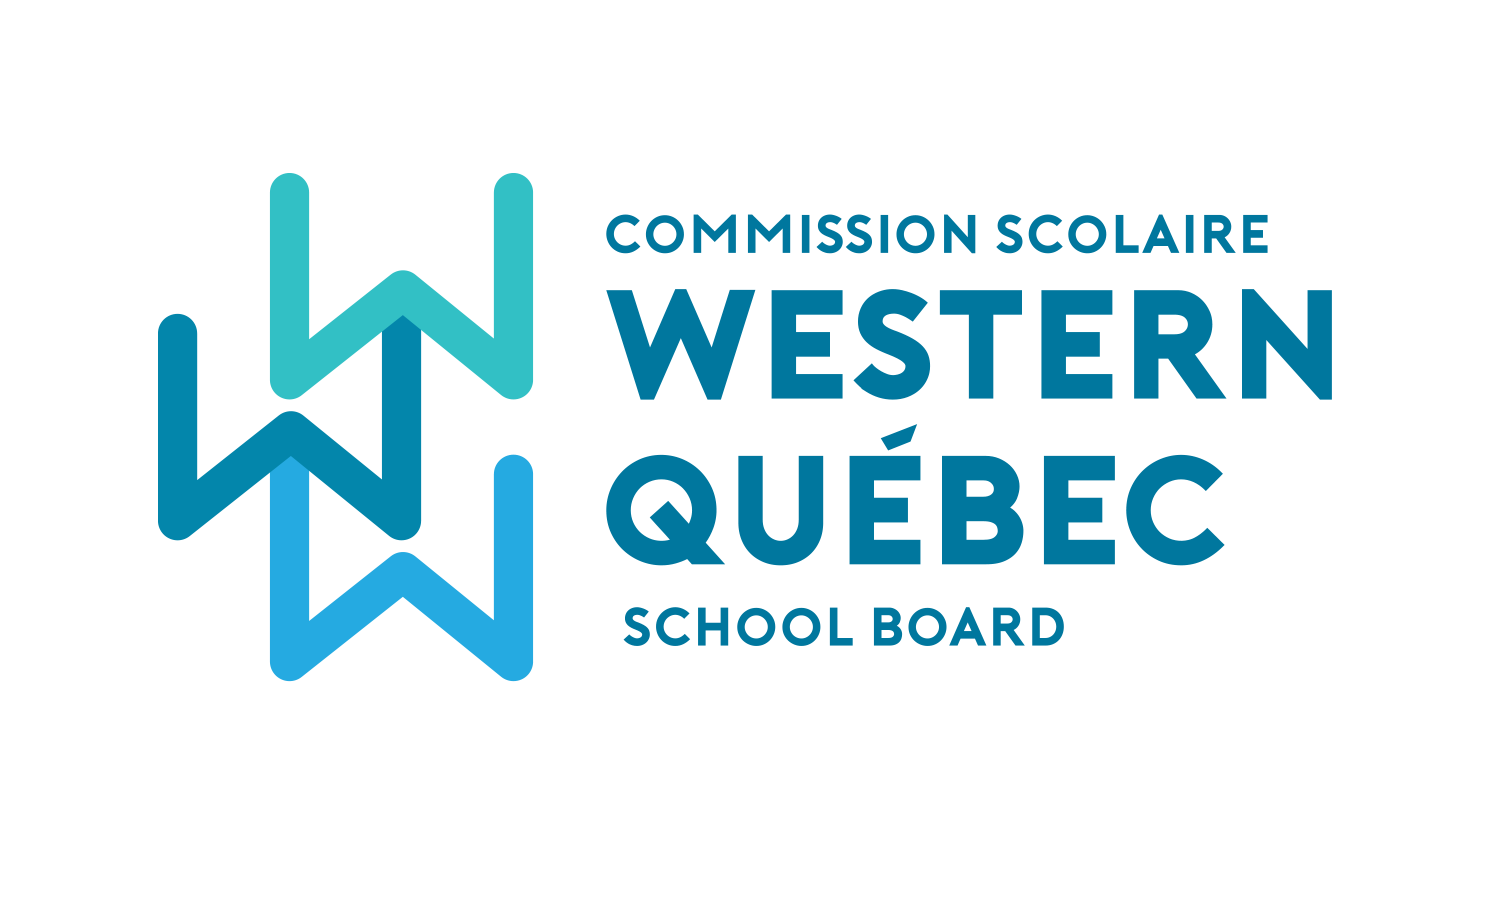 COMMISSION SCOLAIRE
WESTERN
QUÉBEC
SCHOOL BOARD